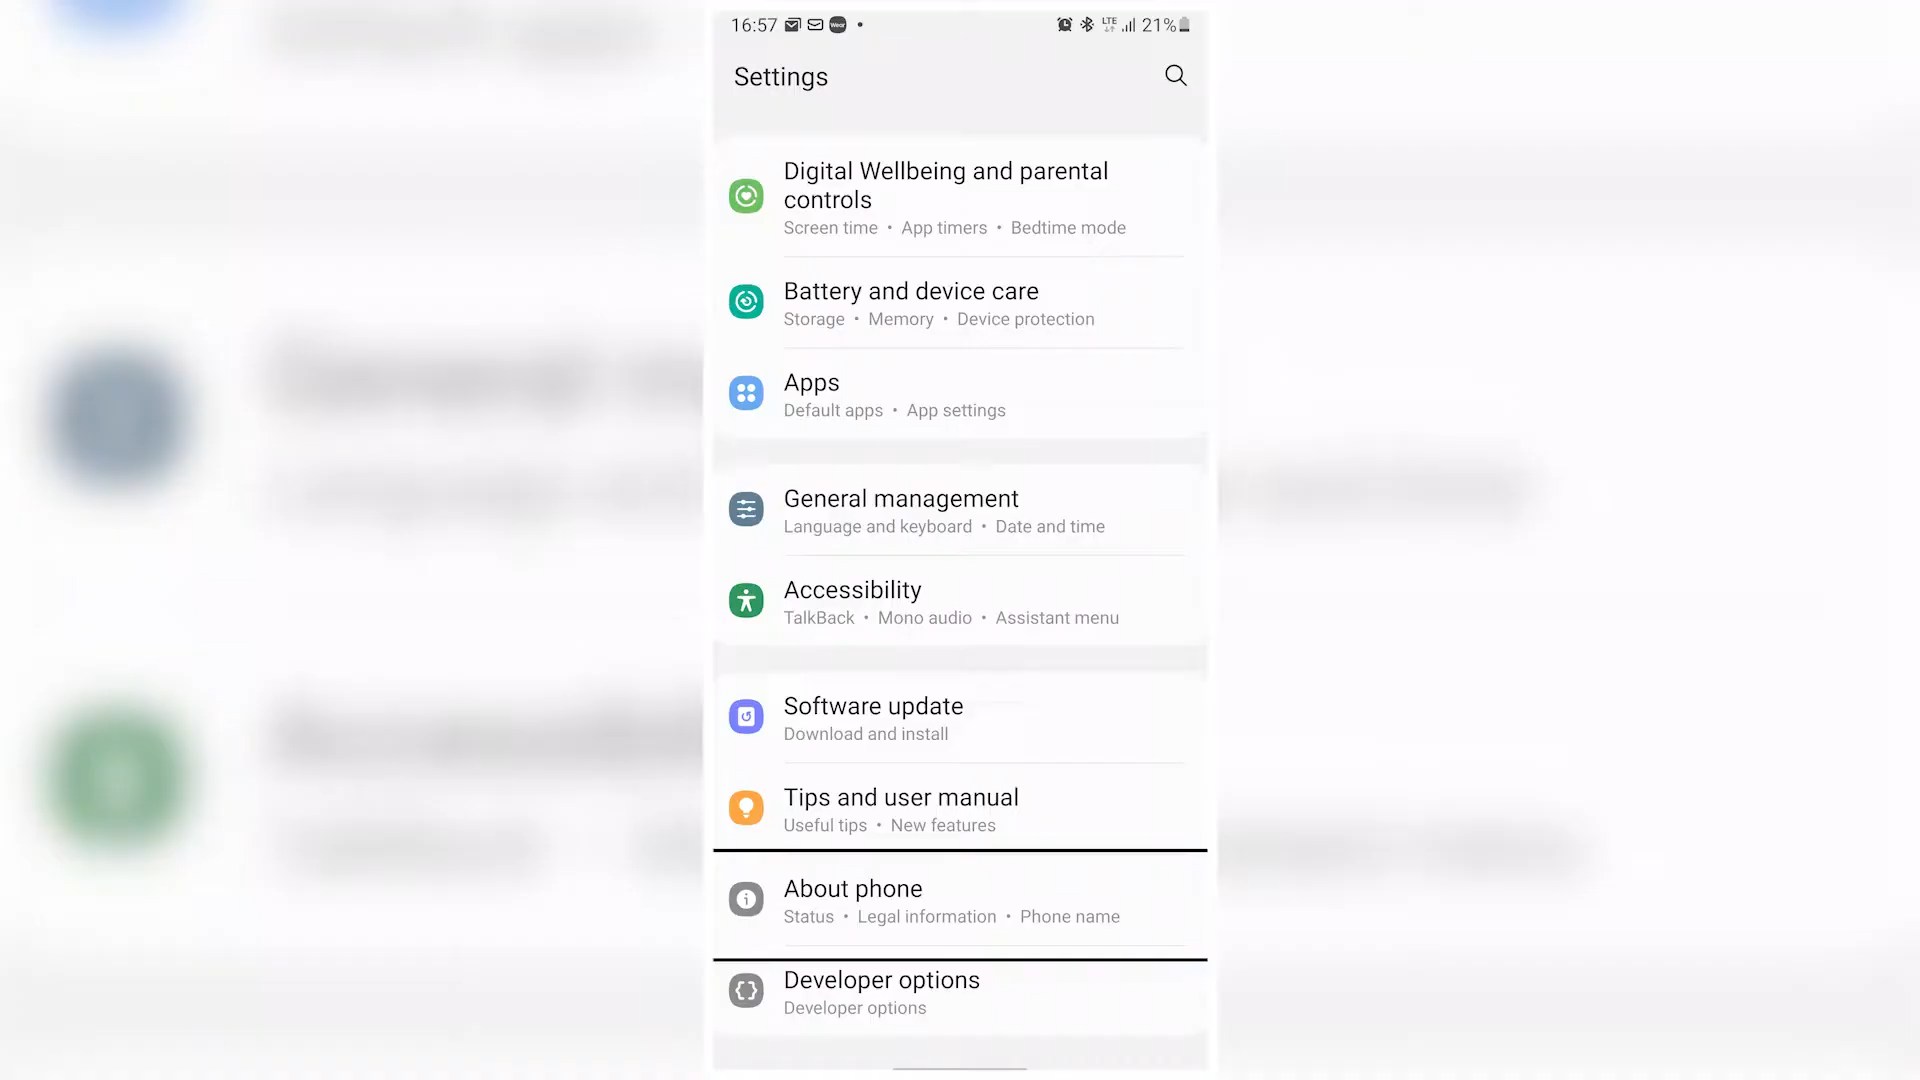 16:57 Wear LTE 21%
Settings
Digital Wellbeing and parental
controls
Screen time • App timers • Bedtime mode
Battery and device care
Storage • Memory • Device protection
Apps
Default apps • App settings
General management
Language and keyboard • Date and time
Accessibility
TalkBack • Mono audio • Assistant menu
Software update
Download and install
Tips and user manual
Useful tips • New features
About phone
Status • Legal information • Phone name
Developer options
Developer options